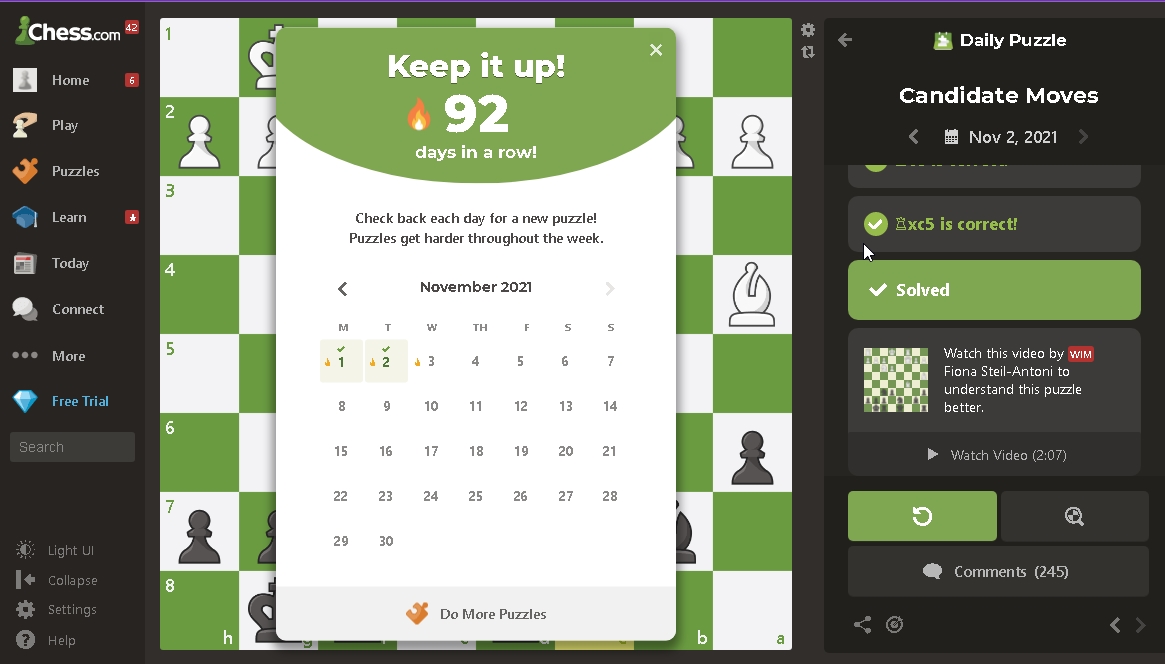 Chess.com
42
Home
6
Play
Puzzles
Learn
Today
Connect
More
Free Trial
Search
Light UI
Collapse
Settings
Help
1
2
3
4
5
6
7
8
h
b
a
Keep it up!
92
days in a row!
Check back each day for a new puzzle!
Puzzles get harder throughout the week.
November 2021
M T W TH F S S
1 2 3 4 5 6 7
8 9 10 11 12 13 14
15 16 17 18 19 20 21
22 23 24 25 26 27 28
29 30
Do More Puzzles
Daily Puzzle
Candidate Moves
Nov 2, 2021
♖xc5 is correct!
Solved
Watch this video by WIM
Fiona Steil-Antoni to
understand this puzzle
better.
Watch Video (2:07)
Comments (245)